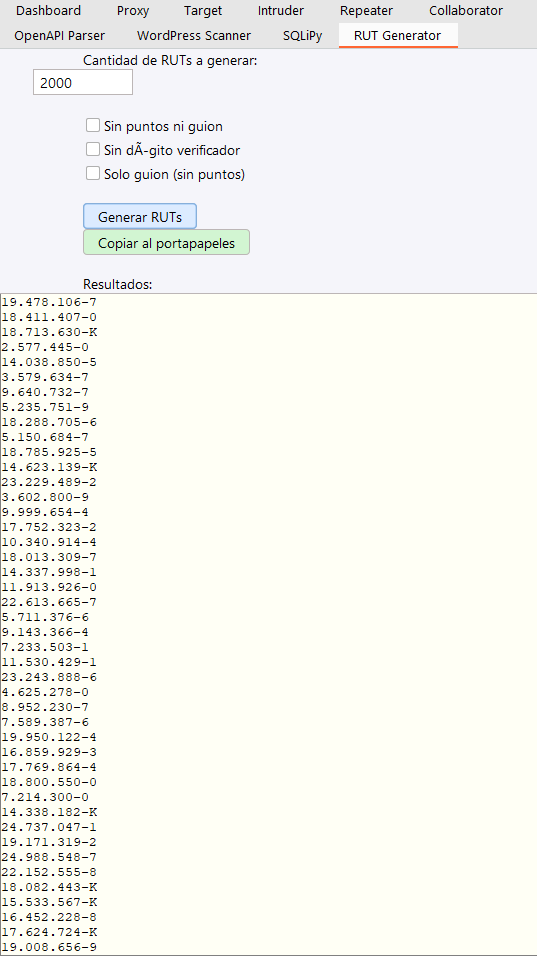 Dashboard Proxy Target Intruder Repeater Collaborator
OpenAPI Parser WordPress Scanner SQLiPy RUT Generator
Cantidad de RUTs a generar:
2000
Sin puntos ni guion
Sin dÃ-gito verificador
Solo guion (sin puntos)
Generar RUTs
Copiar al portapapeles
Resultados:
19.478.106-7
18.411.407-0
18.713.630-K
2.577.445-0
14.038.850-5
3.579.634-7
9.640.732-7
5.235.751-9
18.288.705-6
5.150.684-7
18.785.925-5
14.623.139-K
23.229.489-2
3.602.800-9
9.999.654-4
17.752.323-2
10.340.914-4
18.013.309-7
14.337.998-1
11.913.926-0
22.613.665-7
5.711.376-6
9.143.366-4
7.233.503-1
11.530.429-1
23.243.888-6
4.625.278-0
8.952.230-7
7.589.387-6
19.950.122-4
16.859.929-3
17.769.864-4
18.800.550-0
7.214.300-0
14.338.182-K
24.737.047-1
19.171.319-2
24.988.548-7
22.152.555-8
18.082.443-K
15.533.567-K
16.452.228-8
17.624.724-K
19.008.656-9